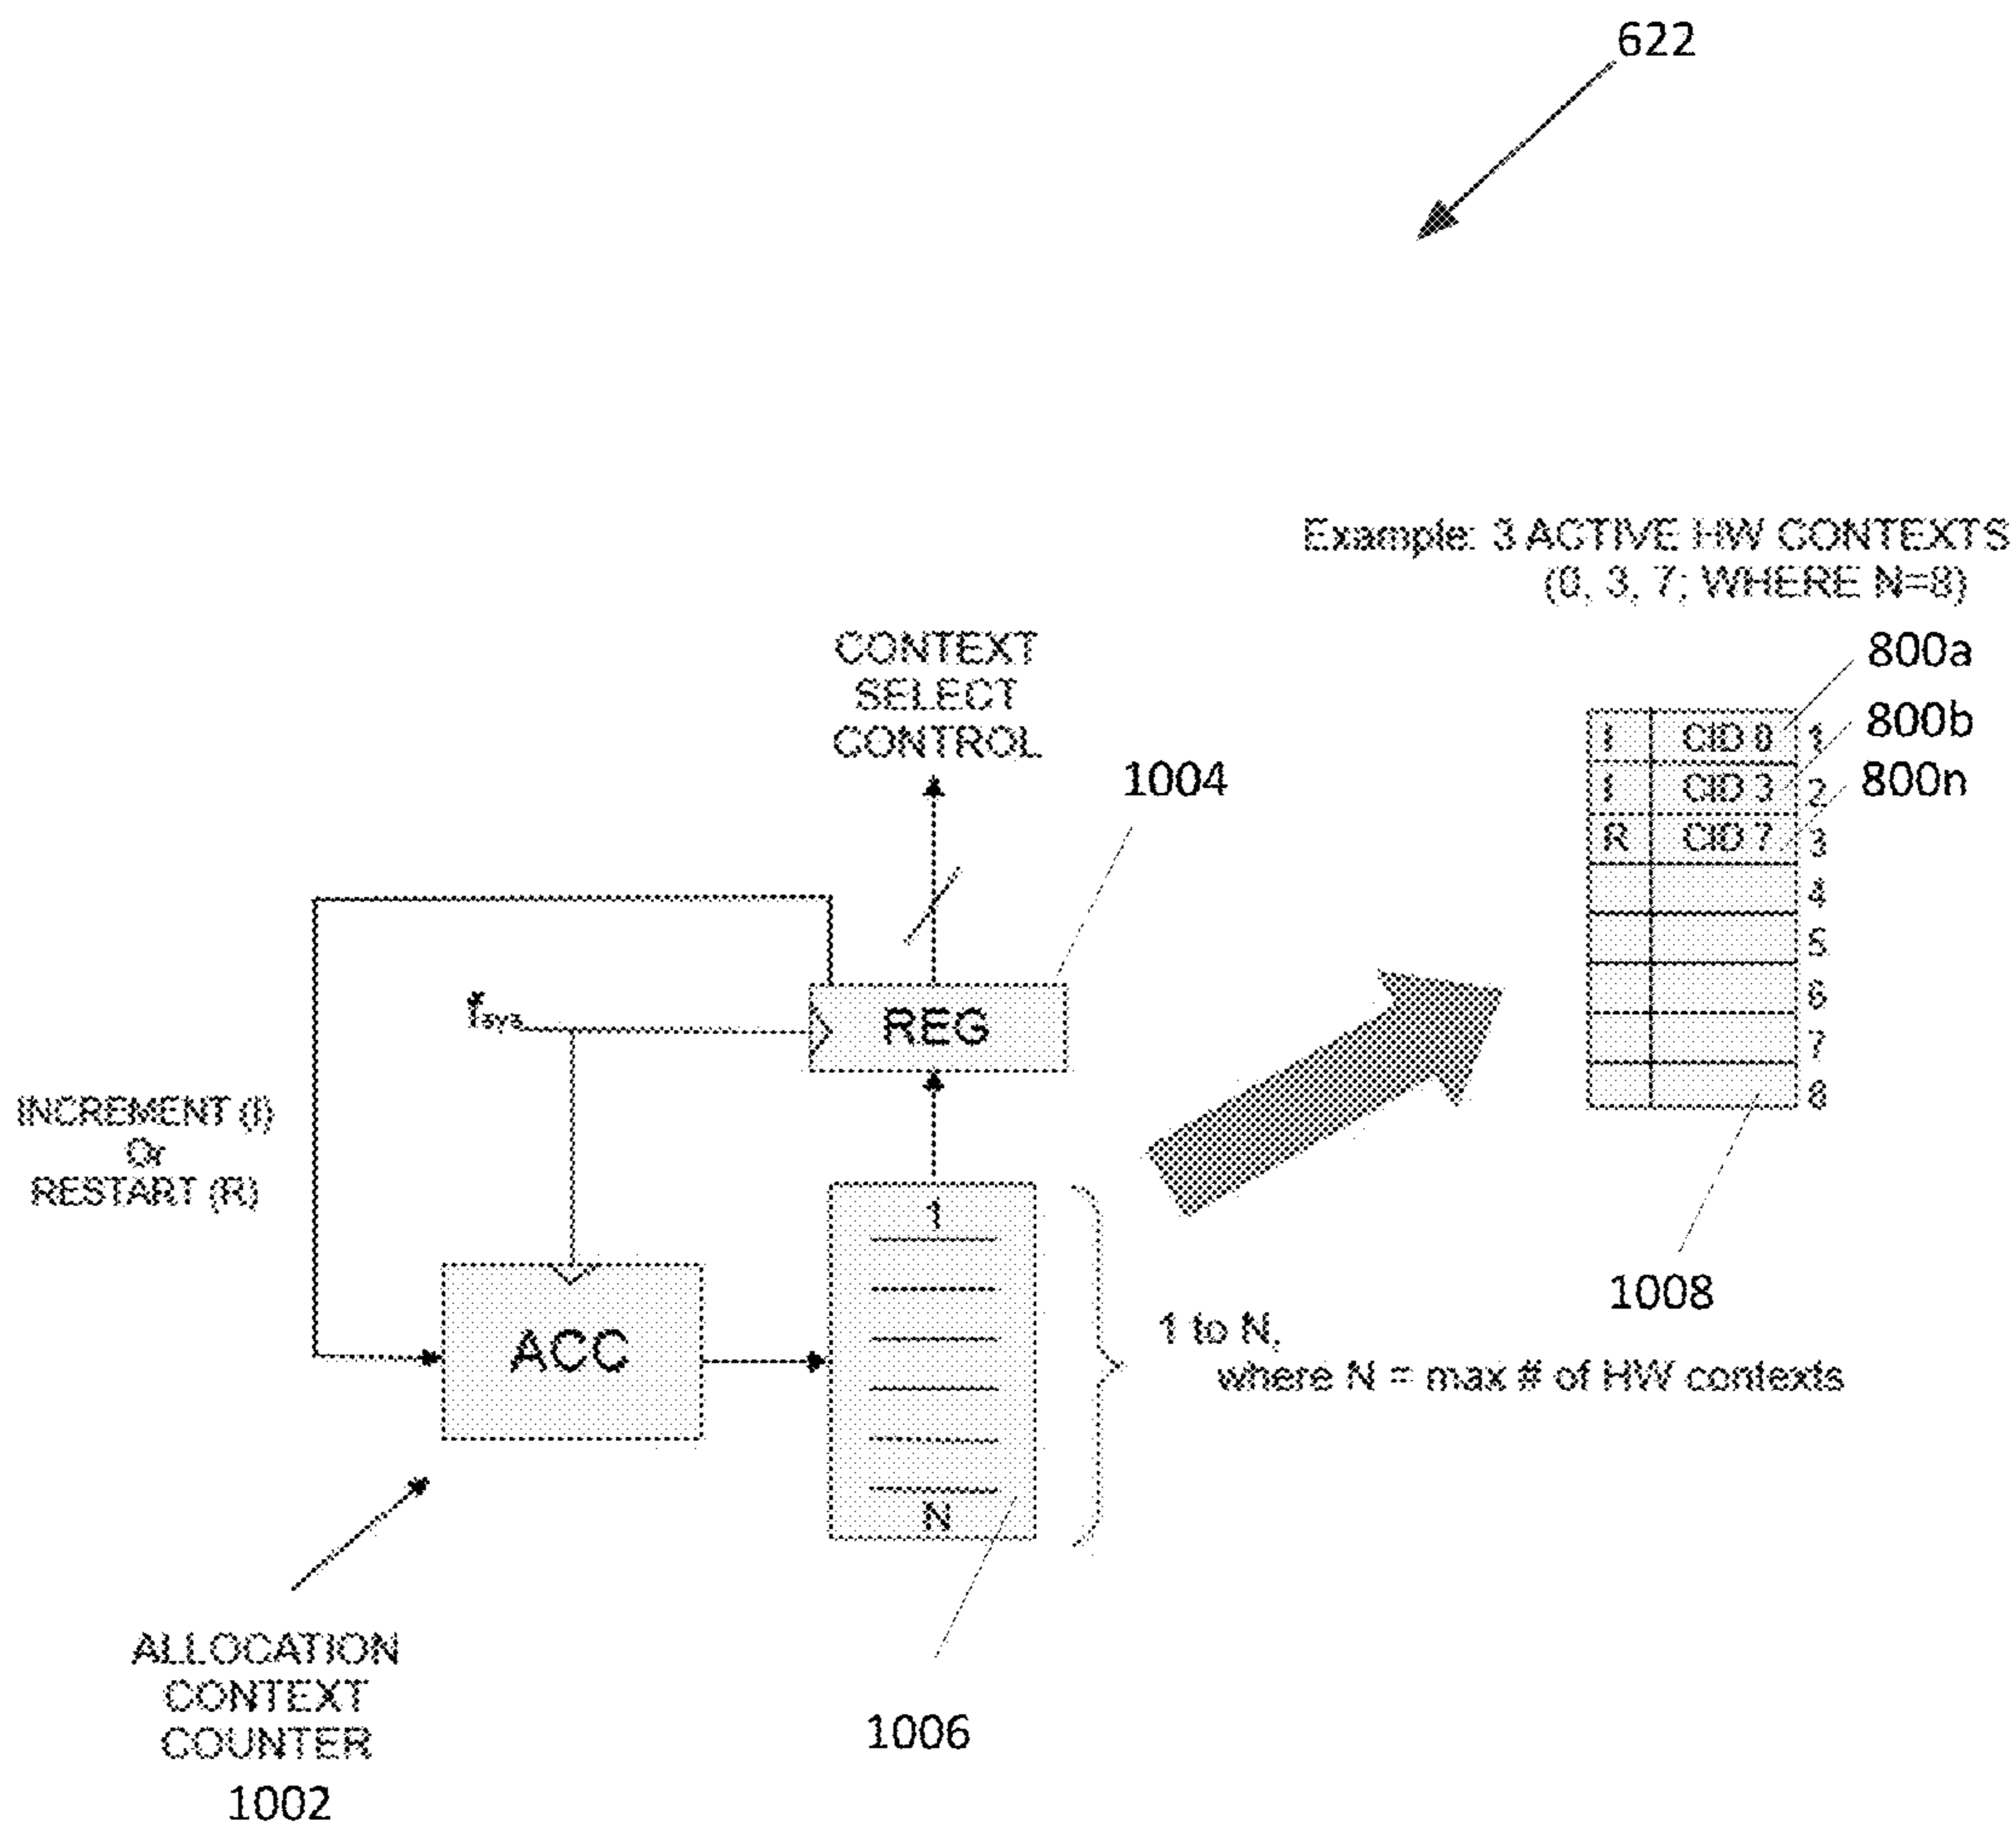 622
Example: 3 ACTIVE HW CONTEXTS
(0, 3, 7; WHERE N=8)
800a
CONTEXT
SELECT
CONTROL
I CID 0 1
800b
I CID 3 2
800n
R CID 7 3
1004
4
5
6
7
8
fsys
REG
INCREMENT (I)
Or
RESTART (R)
1
1008
ACC
1 to N,
where N = max # of HW contexts
N
ALLOCATION
CONTEXT
COUNTER
1002
1006